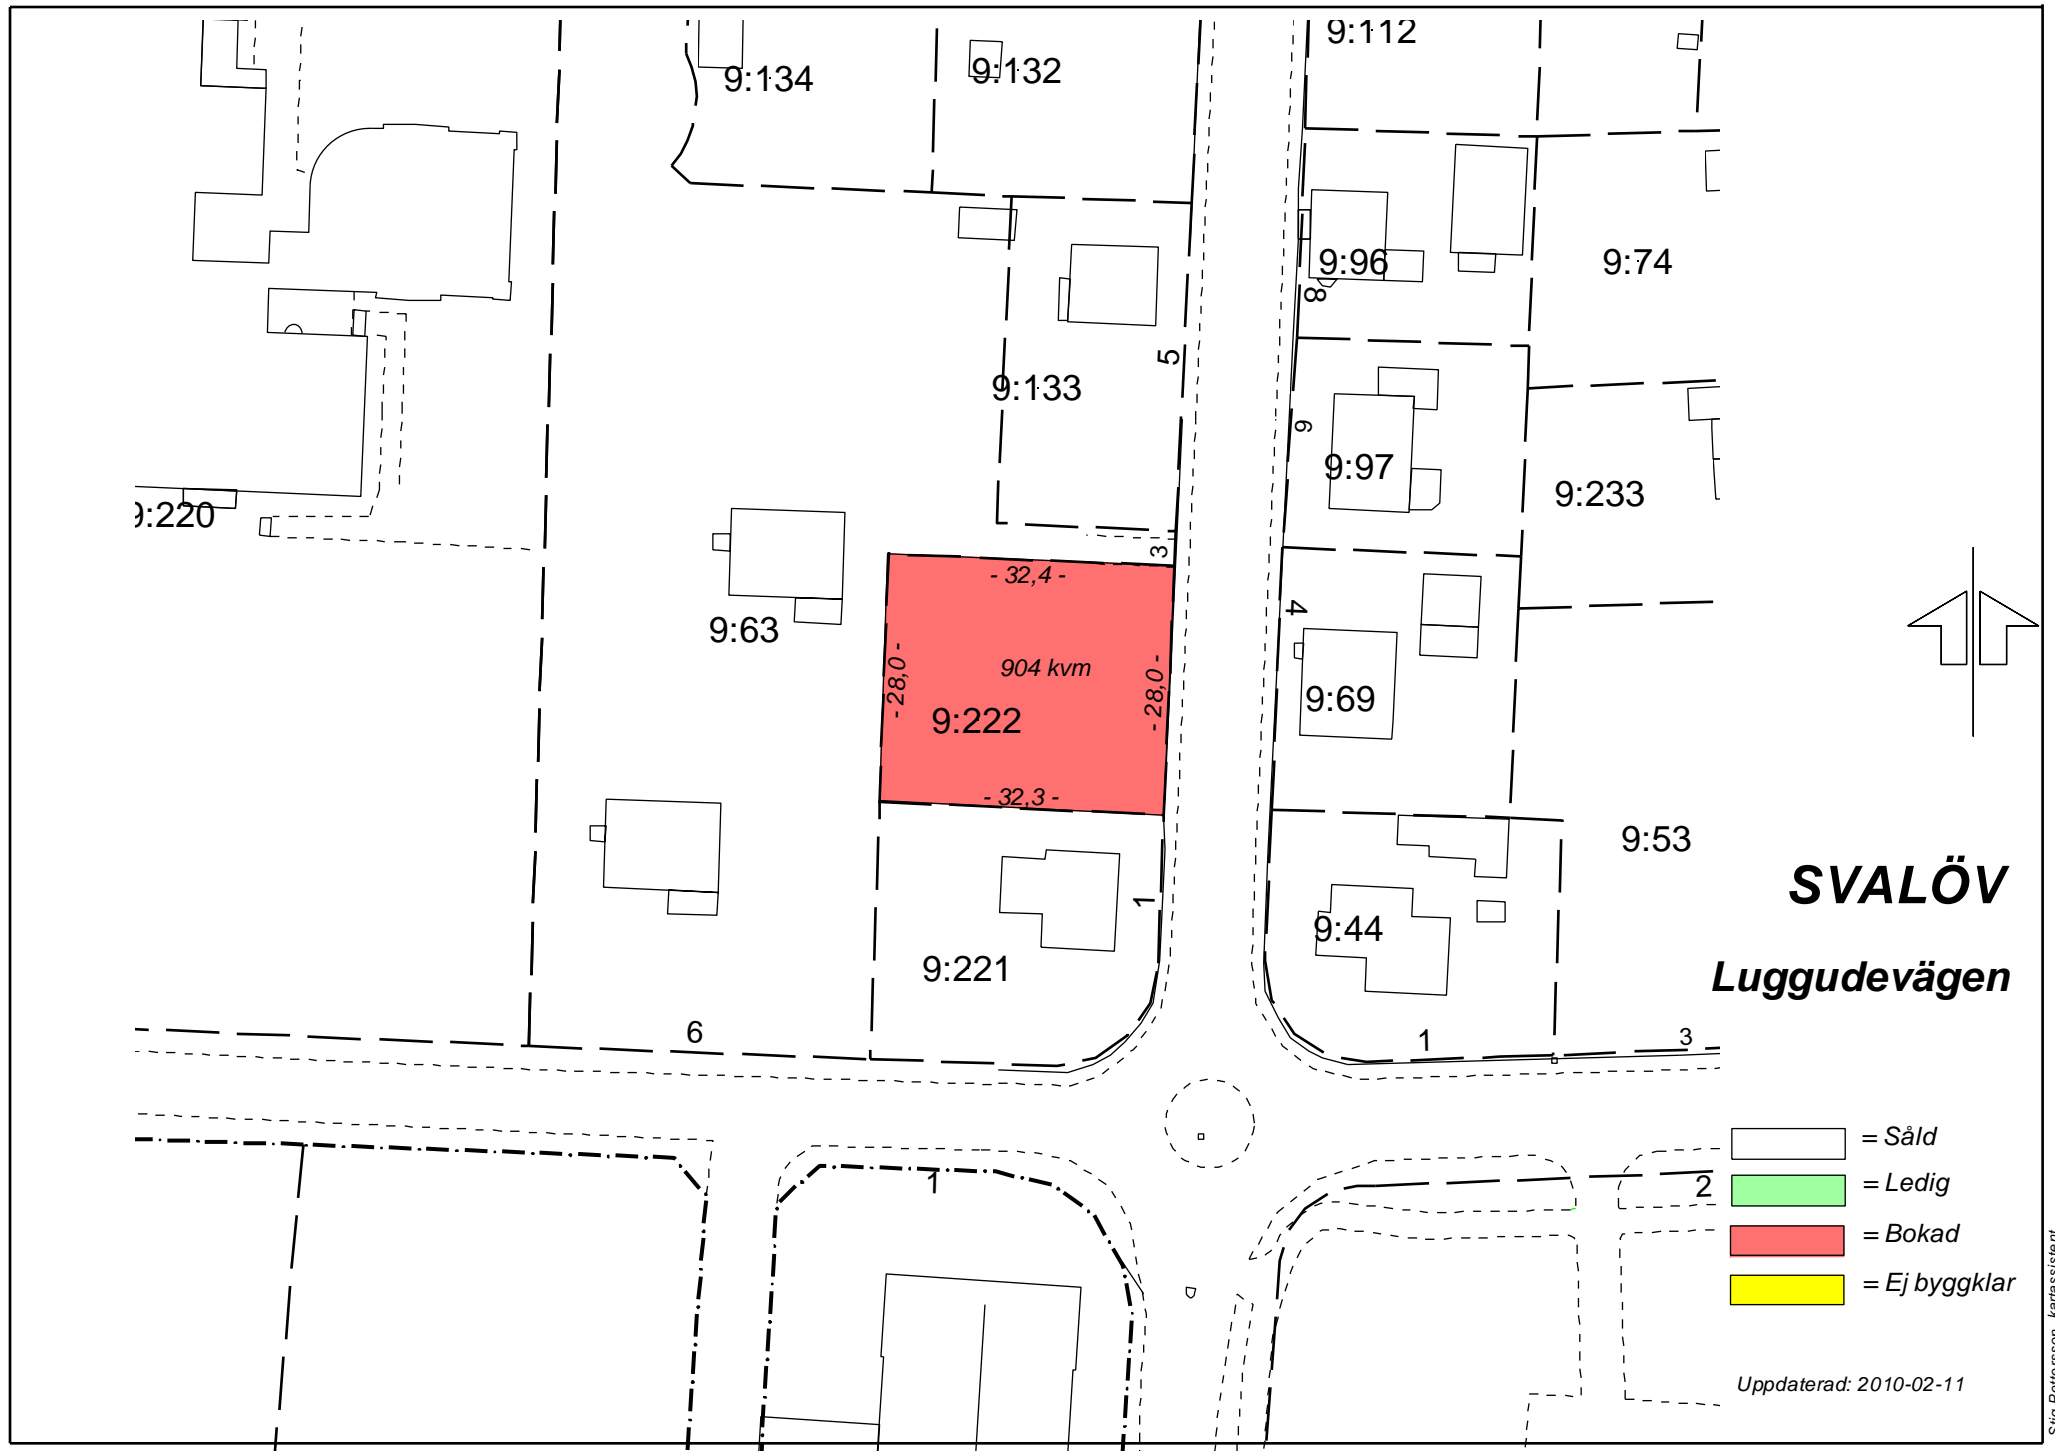 9:112
9:134
9:132
9:96
9:74
8
5
9:133
6
9:97
9:233
9:220
3
- 32,4 -
4
9:63
- 28,0 -
904 kvm
- 28,0 -
9:69
9:222
- 32,3 -
9:53
SVALÖV
1
9:44
9:221
Luggudevägen
6
1
3
= Såld
1
2
= Ledig
= Bokad
= Ej byggklar
Uppdaterad: 2010-02-11
Stig Pettersson, kartassistent